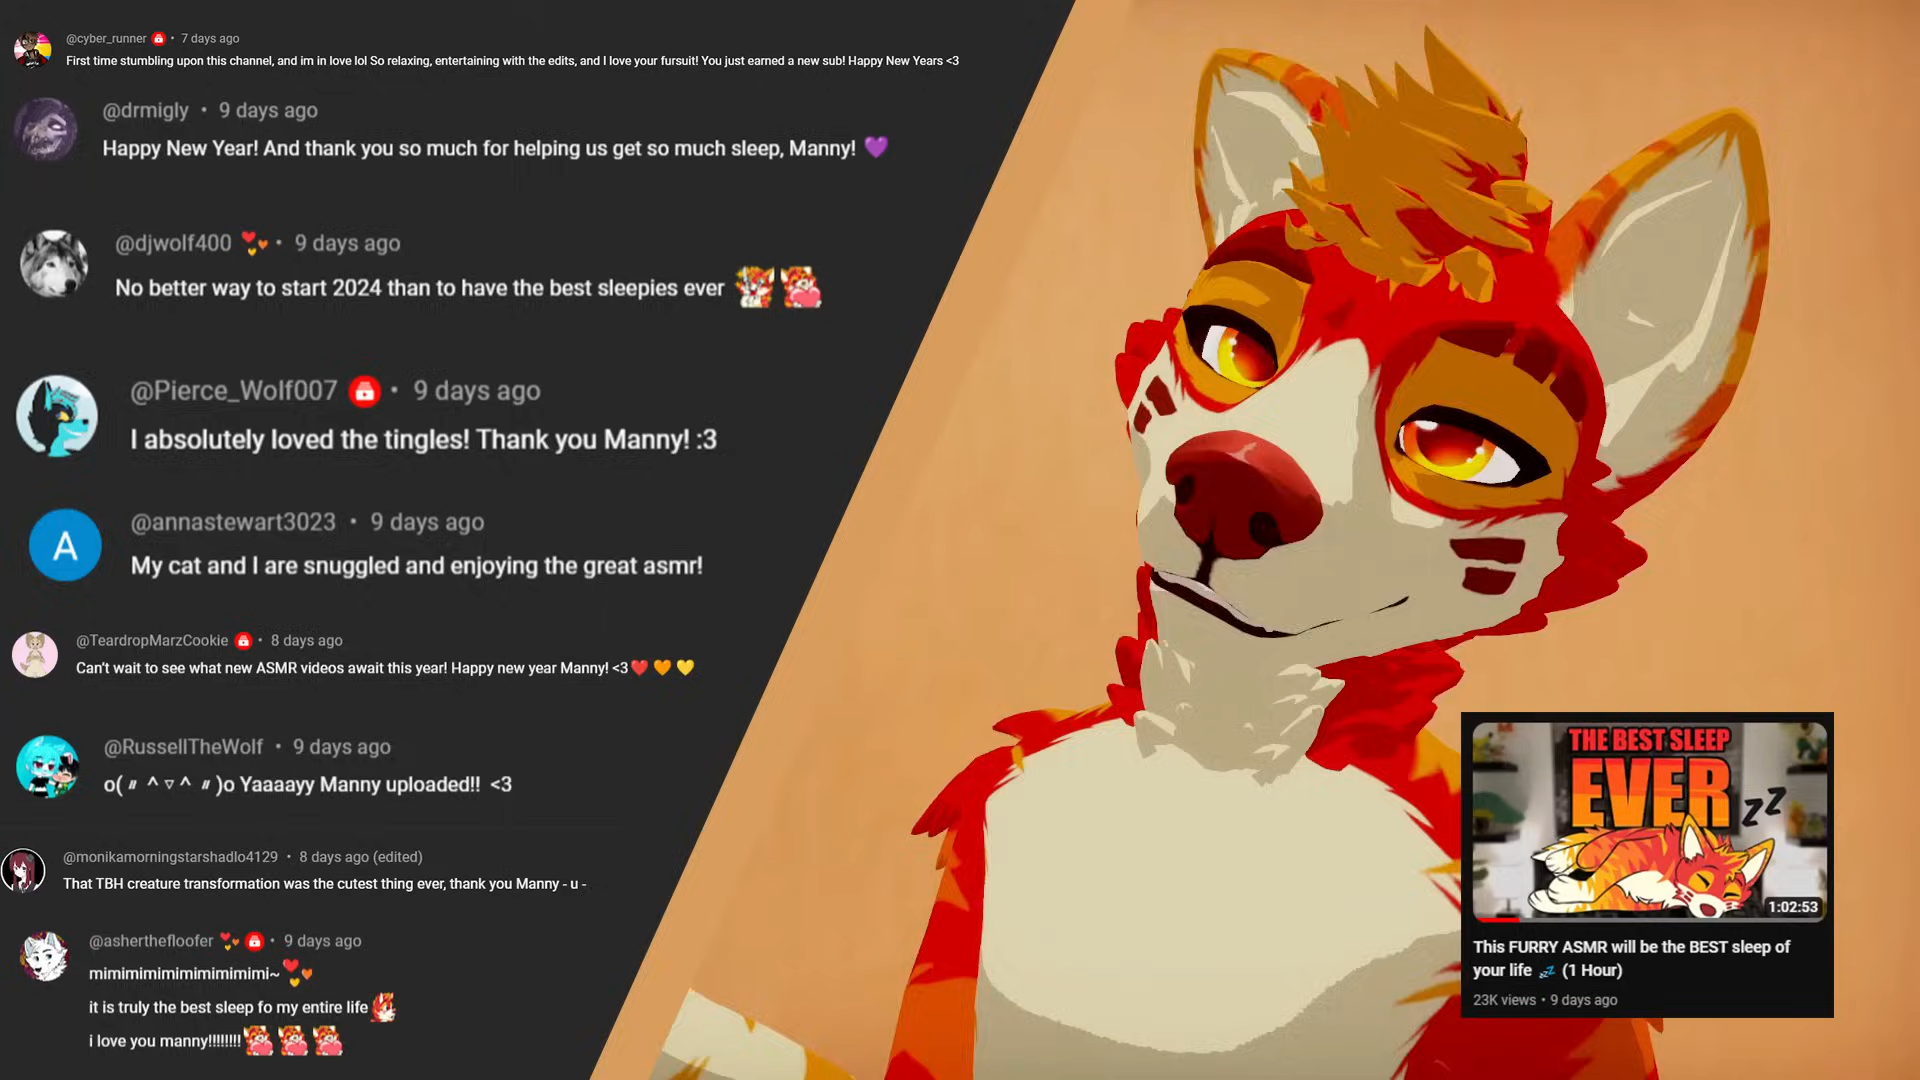 @cyber_runner • 7 days ago
First time stumbling upon this channel, and im in love lol So relaxing, entertaining with the edits, and I love your fursuit! You just earned a new sub! Happy New Years <3
@drmigly • 9 days ago
Happy New Year! And thank you so much for helping us get so much sleep, Manny! 💜
@djwolf400 • 9 days ago
No better way to start 2024 than to have the best sleepies ever
@Pierce_Wolf007 • 9 days ago
I absolutely loved the tingles! Thank you Manny! :3
A
@annastewart3023 • 9 days ago
My cat and I are snuggled and enjoying the great asmr!
@TeardropMarzCookie • 8 days ago
Can't wait to see what new ASMR videos await this year! Happy new year Manny! <3❤️ 🧡 💛
@RussellTheWolf • 9 days ago
o(〃＾▽＾〃)o Yaaaayy Manny uploaded!! <3
@monikamorningstarshadlo4129 • 8 days ago (edited)
That TBH creature transformation was the cutest thing ever, thank you Manny - u -
@asherthefloofer • 9 days ago
mimimimimimimimimimi~
it is truly the best sleep fo my entire life
i love you manny!!!!!!!!
THE BEST SLEEP
EVER
ZZ
1:02:53
This FURRY ASMR will be the BEST sleep of
your life 💤 (1 Hour)
23K views • 9 days ago